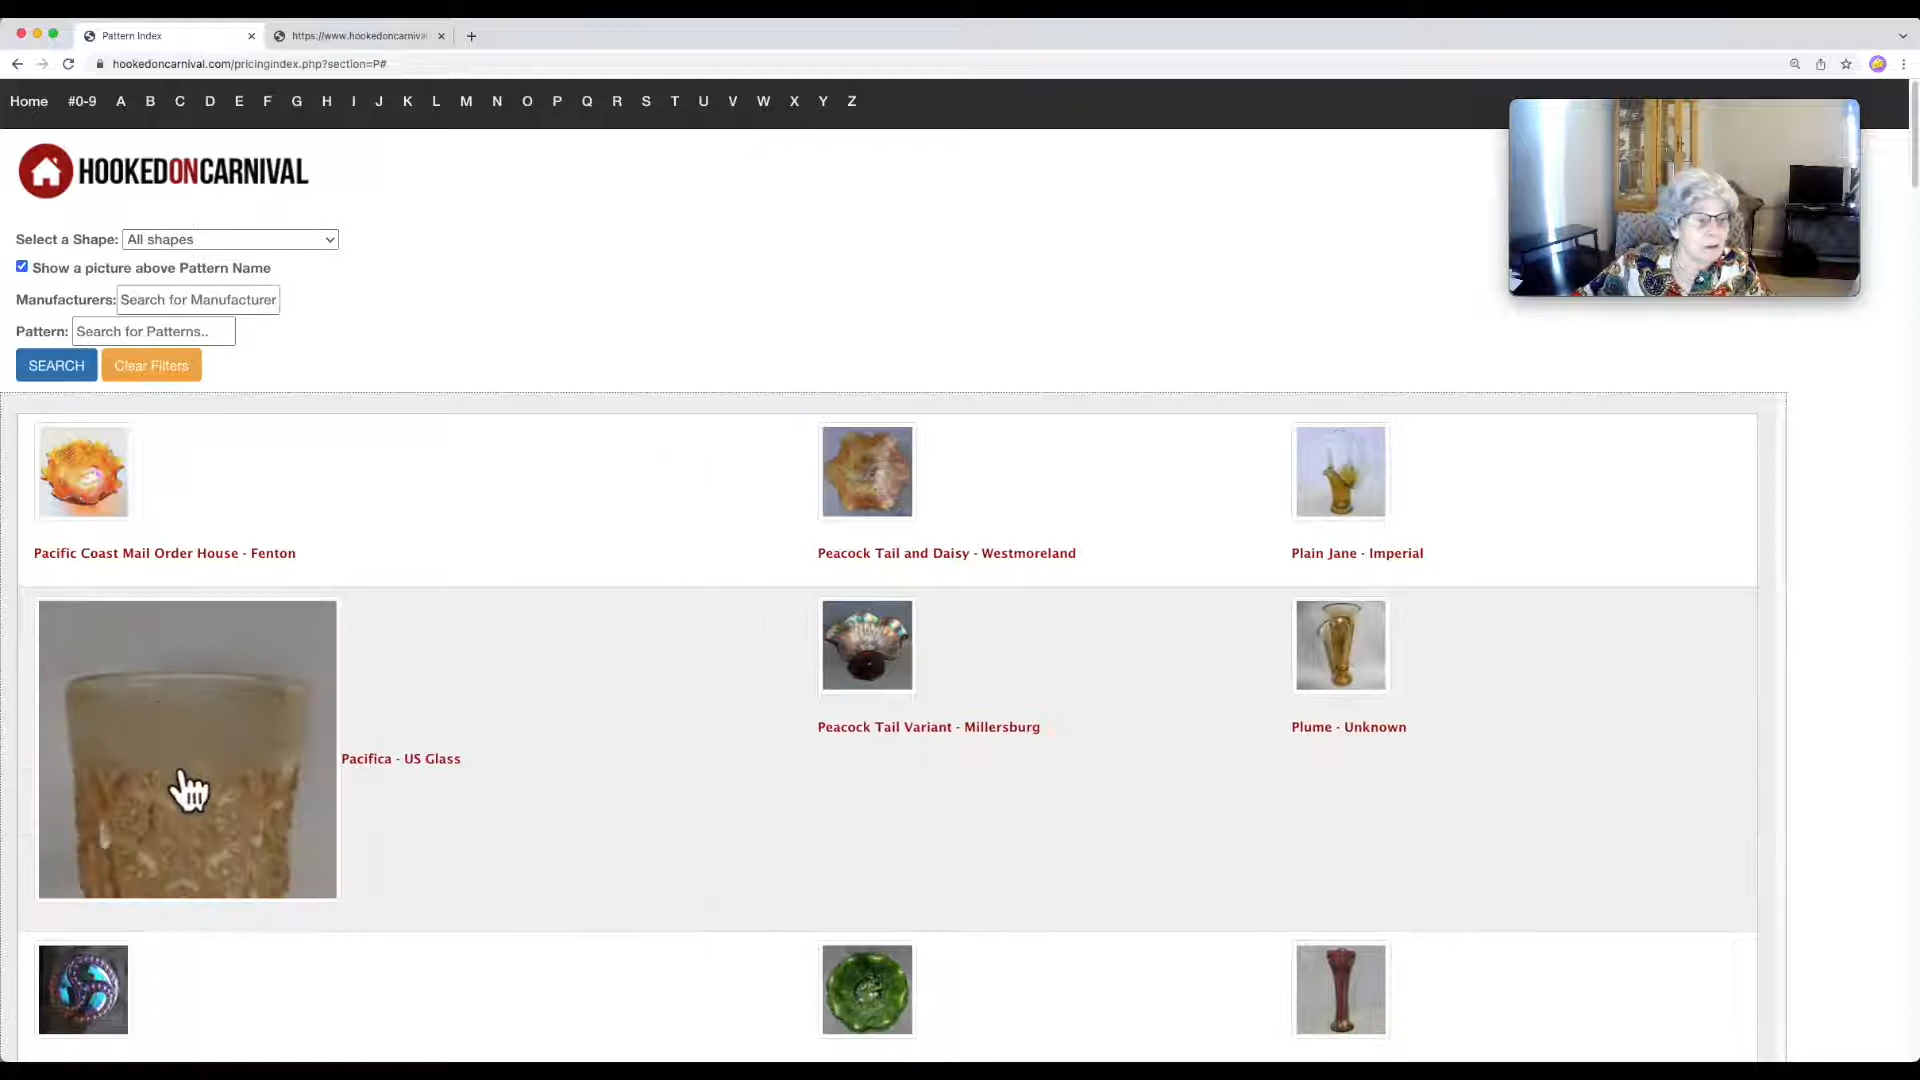 Pattern Index
https://www.hookedoncarniva
hookedoncarnival.com/pricingindex.php?section=P#
Home #0-9 A B C D E F G H I J K L M N O P Q R S T U V W X Y Z
HOOKEDONCARNIVAL
Select a Shape: All shapes
Show a picture above Pattern Name
Manufacturers: Search for Manufacturer
Pattern: Search for Patterns..
SEARCH Clear Filters
Pacific Coast Mail Order House - Fenton
Peacock Tail and Daisy - Westmoreland
Plain Jane - Imperial
Pacifica - US Glass
Peacock Tail Variant - Millersburg
Plume - Unknown